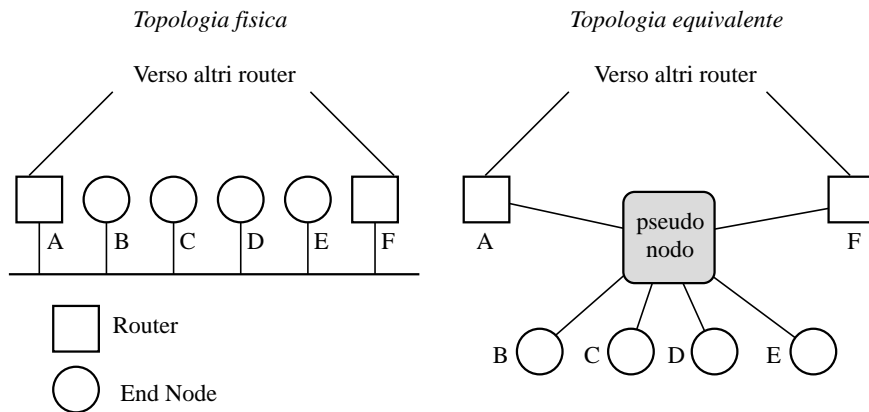 Topologia fisica
Topologia equivalente
Verso altri router
Verso altri router
A B C D E F
A
pseudo
nodo
F
B C D E
Router
End Node